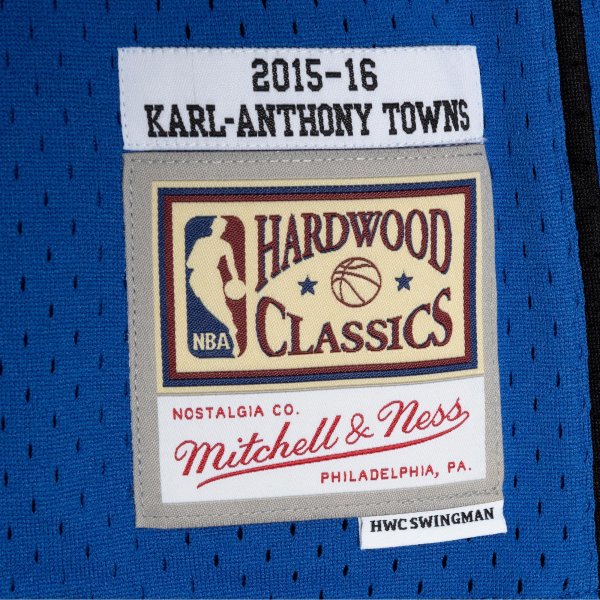 2015-16
KARL-ANTHONY TOWNS
HARDWOOD
CLASSICS
NBA
NOSTALGIA CO.
Mitchell & Ness
PHILADELPHIA, PA.
HWC SWINGMAN